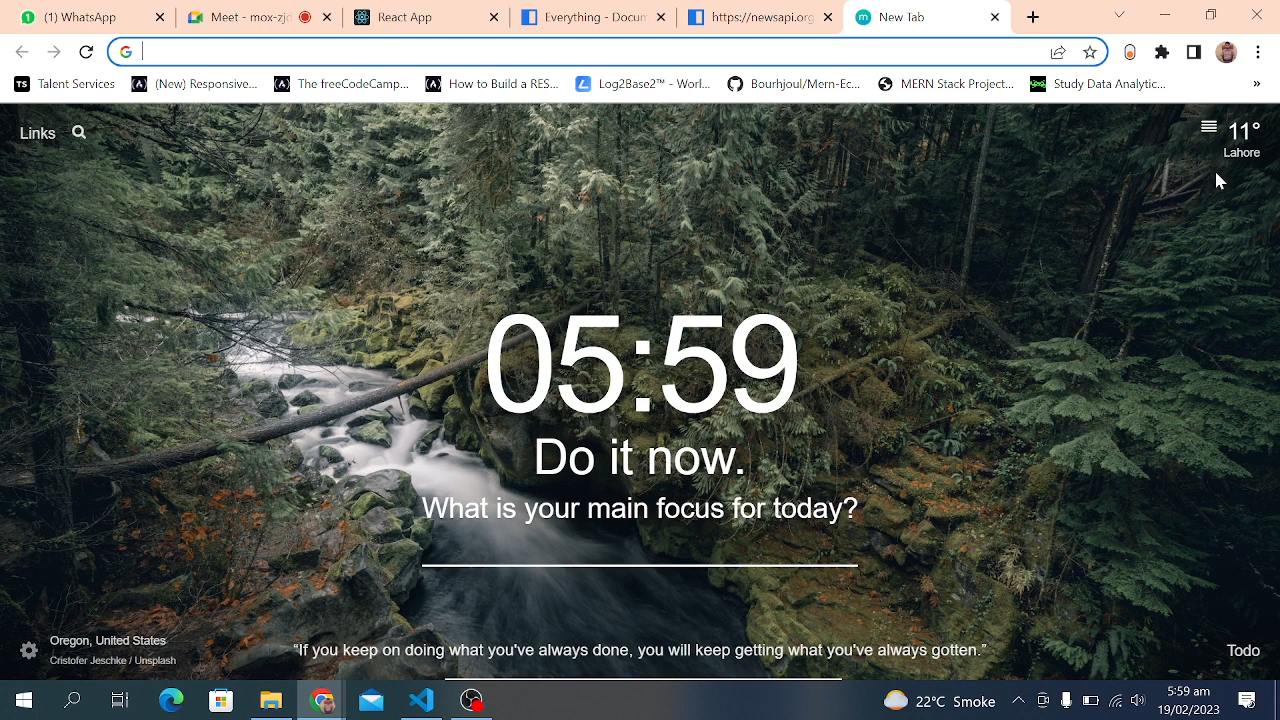 (1) WhatsApp
Meet - mox-zjd
React App
Everything - Docum
https://newsapi.org
New Tab
TS Talent Services
(New) Responsive...
The freeCodeCamp...
How to Build a RES...
Log2Base2™ - Worl...
Bourhjoul/Mern-Ec...
MERN Stack Project...
Study Data Analytic...
»
Links
11°
Lahore
05:59
Do it now.
What is your main focus for today?
Oregon, United States
Cristofer Jeschke / Unsplash
“If you keep on doing what you've always done, you will keep getting what you've always gotten.”
Todo
22°C Smoke
5:59 am
19/02/2023